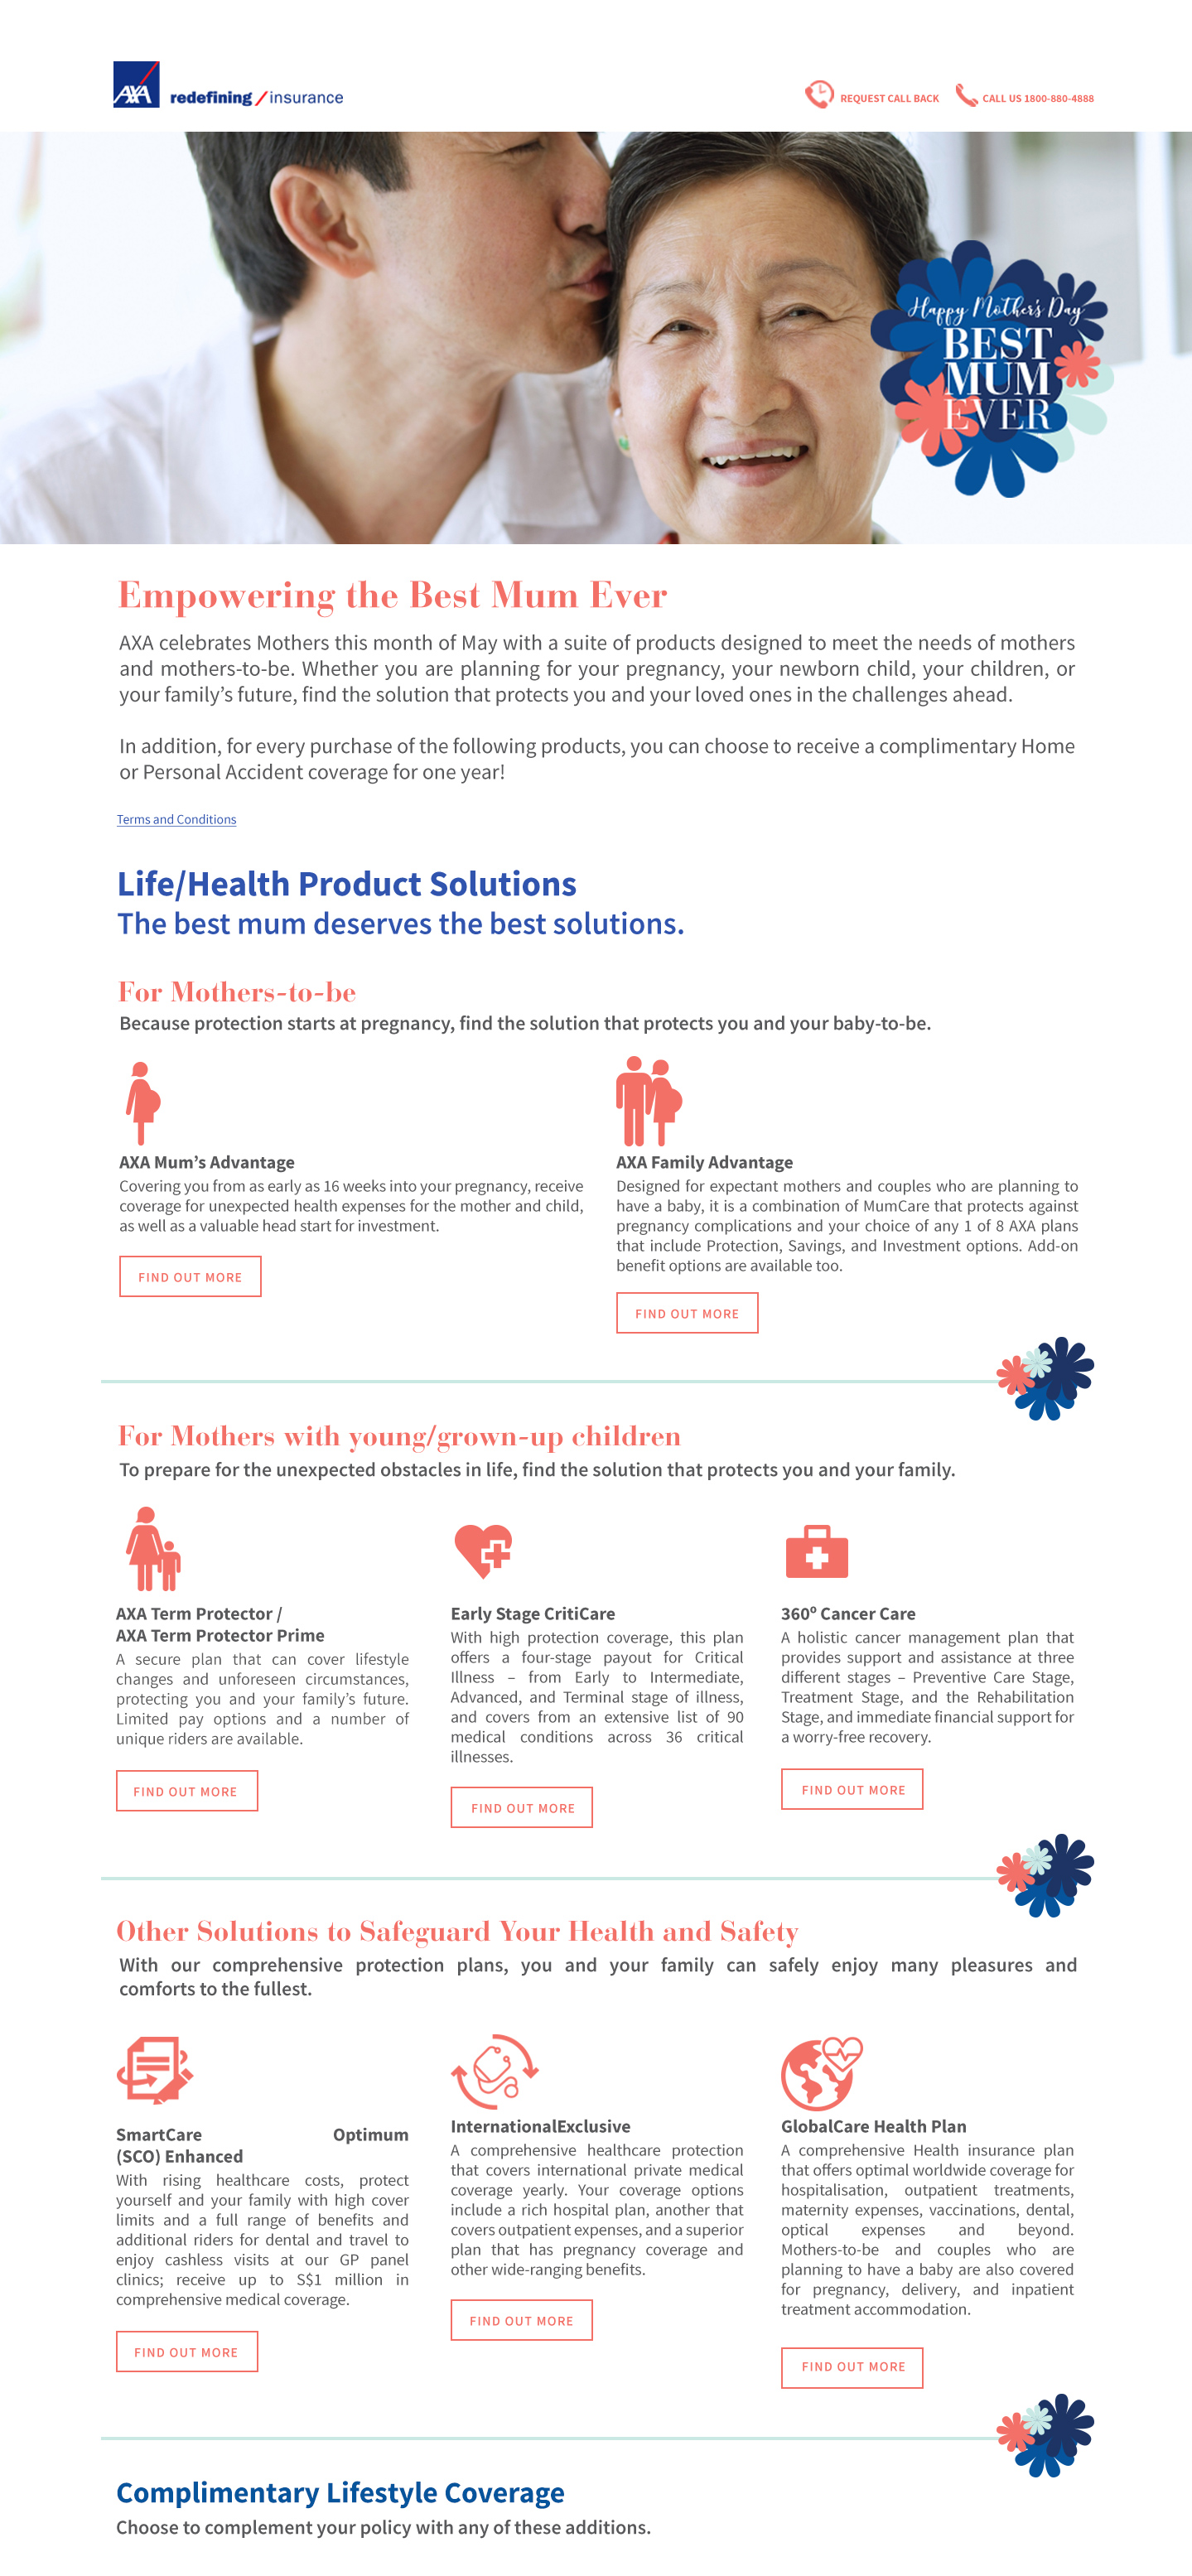 AXA redefining / insurance
REQUEST CALL BACK
CALL US 1800-880-4888
Happy Mother's Day
BEST
MUM
EVER
Empowering the Best Mum Ever
AXA celebrates Mothers this month of May with a suite of products designed to meet the needs of mothers
and mothers-to-be. Whether you are planning for your pregnancy, your newborn child, your children, or
your family's future, find the solution that protects you and your loved ones in the challenges ahead.
In addition, for every purchase of the following products, you can choose to receive a complimentary Home
or Personal Accident coverage for one year!
Terms and Conditions
Life/Health Product Solutions
The best mum deserves the best solutions.
For Mothers-to-be
Because protection starts at pregnancy, find the solution that protects you and your baby-to-be.
AXA Mum's Advantage
Covering you from as early as 16 weeks into your pregnancy, receive
coverage for unexpected health expenses for the mother and child,
as well as a valuable head start for investment.
FIND OUT MORE
AXA Family Advantage
Designed for expectant mothers and couples who are planning to
have a baby, it is a combination of MumCare that protects against
pregnancy complications and your choice of any 1 of 8 AXA plans
that include Protection, Savings, and Investment options. Add-on
benefit options are available too.
FIND OUT MORE
For Mothers with young/grown-up children
To prepare for the unexpected obstacles in life, find the solution that protects you and your family.
AXA Term Protector /
AXA Term Protector Prime
A secure plan that can cover lifestyle
changes and unforeseen circumstances,
protecting you and your family's future.
Limited pay options and a number of
unique riders are available.
FIND OUT MORE
Early Stage CritiCare
With high protection coverage, this plan
offers a four-stage payout for Critical
Illness – from Early to Intermediate,
Advanced, and Terminal stage of illness,
and covers from an extensive list of 90
medical conditions across 36 critical
illnesses.
FIND OUT MORE
360º Cancer Care
A holistic cancer management plan that
provides support and assistance at three
different stages – Preventive Care Stage,
Treatment Stage, and the Rehabilitation
Stage, and immediate financial support for
a worry-free recovery.
FIND OUT MORE
Other Solutions to Safeguard Your Health and Safety
With our comprehensive protection plans, you and your family can safely enjoy many pleasures and
comforts to the fullest.
SmartCare Optimum
(SCO) Enhanced
With rising healthcare costs, protect
yourself and your family with high cover
limits and a full range of benefits and
additional riders for dental and travel to
enjoy cashless visits at our GP panel
clinics; receive up to S$1 million in
comprehensive medical coverage.
FIND OUT MORE
InternationalExclusive
A comprehensive healthcare protection
that covers international private medical
coverage yearly. Your coverage options
include a rich hospital plan, another that
covers outpatient expenses, and a superior
plan that has pregnancy coverage and
other wide-ranging benefits.
FIND OUT MORE
GlobalCare Health Plan
A comprehensive Health insurance plan
that offers optimal worldwide coverage for
hospitalisation, outpatient treatments,
maternity expenses, vaccinations, dental,
optical expenses and beyond.
Mothers-to-be and couples who are
planning to have a baby are also covered
for pregnancy, delivery, and inpatient
treatment accommodation.
FIND OUT MORE
Complimentary Lifestyle Coverage
Choose to complement your policy with any of these additions.